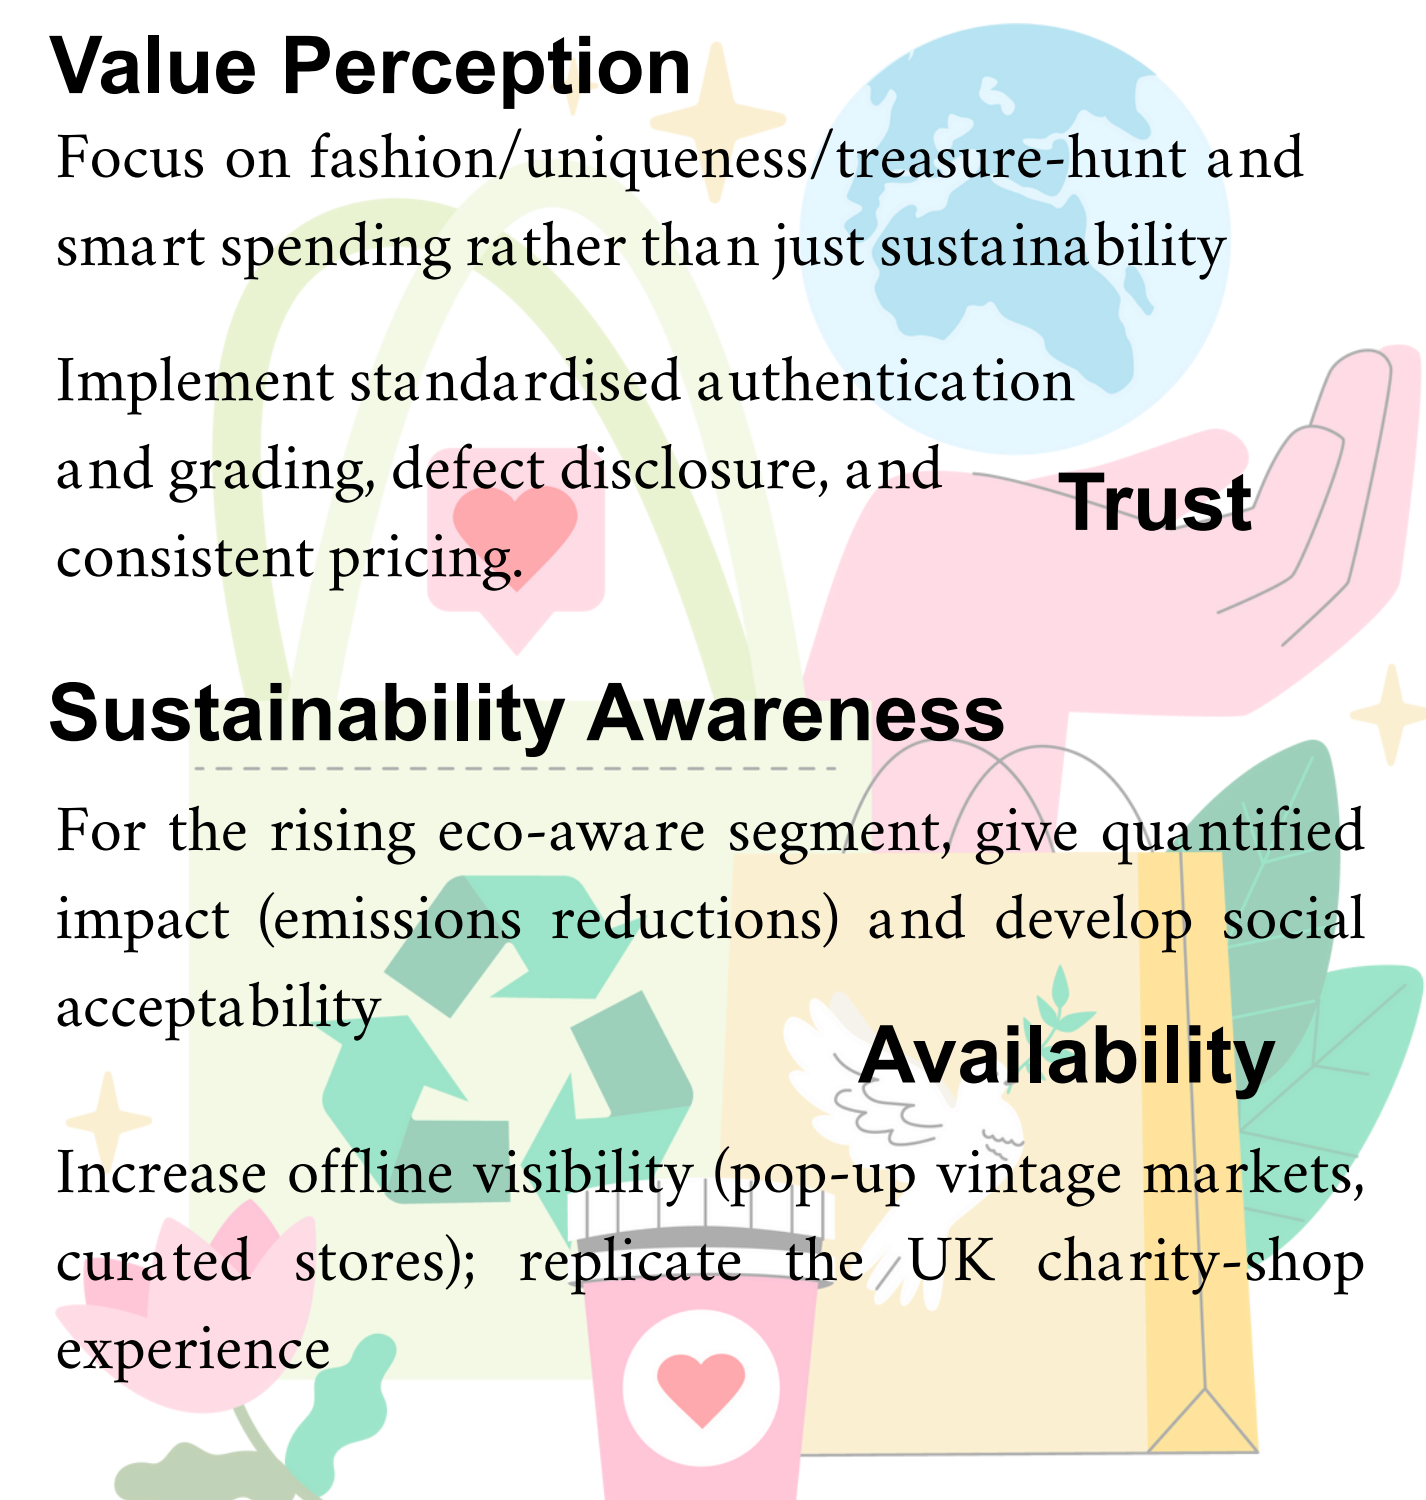 Value Perception
Focus on fashion/uniqueness/treasure-hunt and
smart spending rather than just sustainability
Implement standardised authentication
and grading, defect disclosure, and
consistent pricing.
Trust
Sustainability Awareness
For the rising eco-aware segment, give quantified
impact (emissions reductions) and develop social
acceptability
Availability
Increase offline visibility (pop-up vintage markets,
curated stores); replicate the UK charity-shop
experience